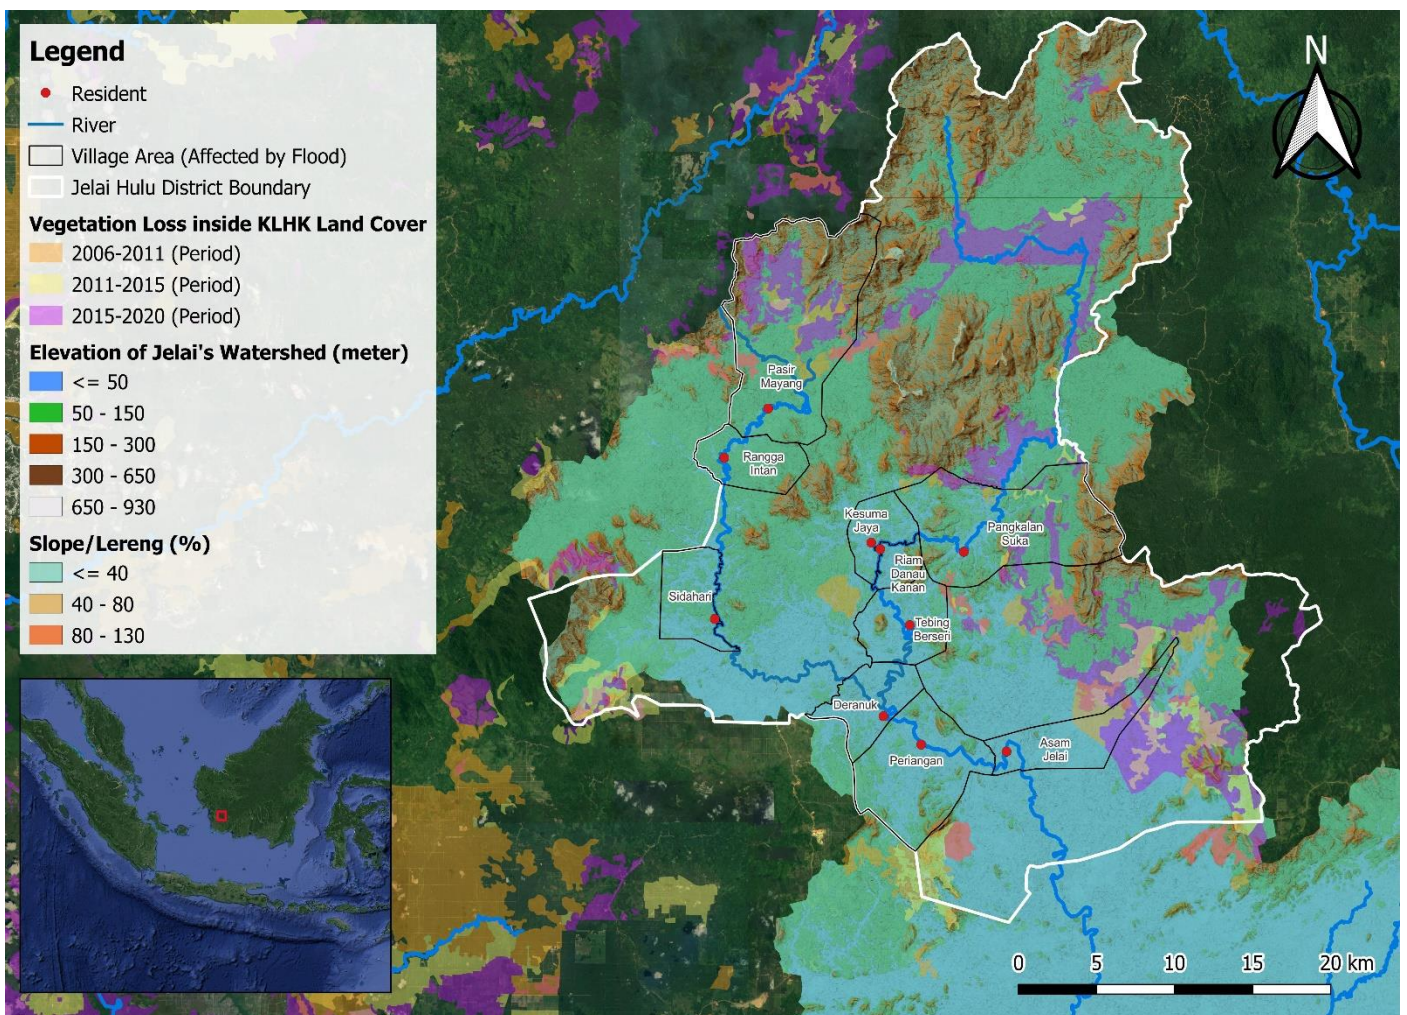 Legend
Resident
River
Village Area (Affected by Flood)
Jelai Hulu District Boundary
Vegetation Loss inside KLHK Land Cover
2006-2011 (Period)
2011-2015 (Period)
2015-2020 (Period)
Elevation of Jelai's Watershed (meter)
<= 50
50 - 150
150 - 300
300 - 650
650 - 930
Slope/Lereng (%)
<= 40
40 - 80
80 - 130
N
Pasir
Mayang
Rangga
Intan
Kesuma
Jaya
Pangkalan
Suka
Riam
Danau
Kanan
Sidahari
Tebing
Berseri
Deranuk
Periangan
Asam
Jelai
0 5 10 15 20 km